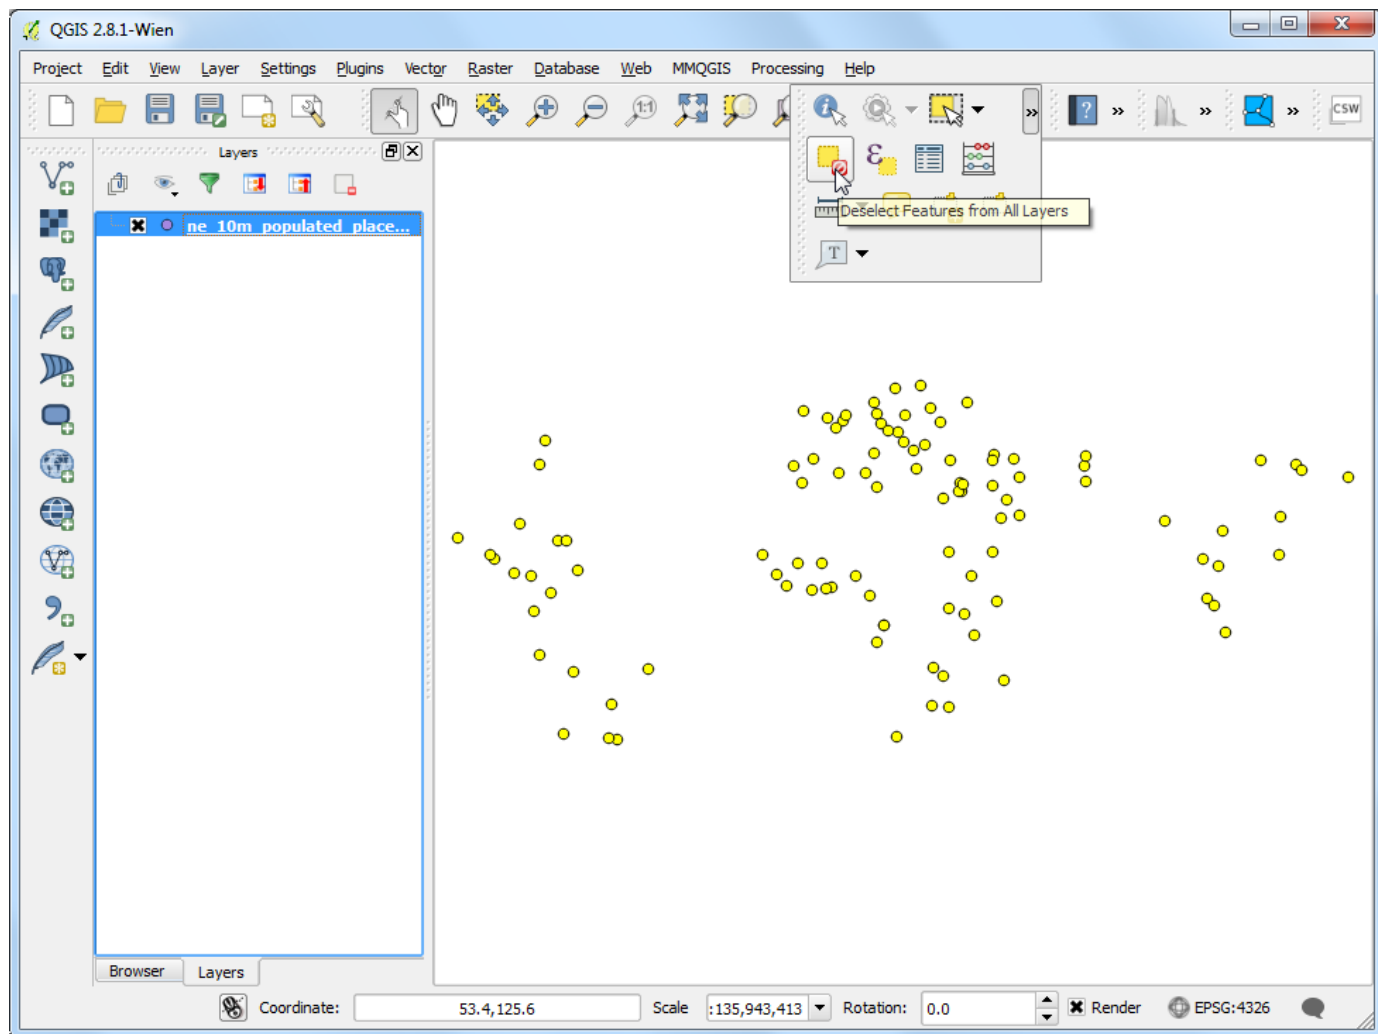 QGIS 2.8.1-Wien
Project Edit View Layer Settings Plugins Vector Raster Database Web MMQGIS Processing Help
1:1
CSW
Layers
ne_10m_populated_place...
Deselect Features from All Layers
T
Browser Layers
Coordinate: 53.4,125.6 Scale :135,943,413 Rotation: 0.0 Render EPSG:4326